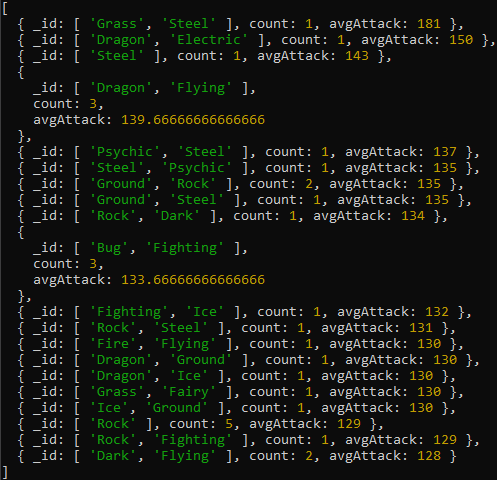 [
  { _id: [ 'Grass', 'Steel' ], count: 1, avgAttack: 181 },
  { _id: [ 'Dragon', 'Electric' ], count: 1, avgAttack: 150 },
  { _id: [ 'Steel' ], count: 1, avgAttack: 143 },
  {
    _id: [ 'Dragon', 'Flying' ],
    count: 3,
    avgAttack: 139.66666666666666
  },
  { _id: [ 'Psychic', 'Steel' ], count: 1, avgAttack: 137 },
  { _id: [ 'Steel', 'Psychic' ], count: 1, avgAttack: 135 },
  { _id: [ 'Ground', 'Rock' ], count: 2, avgAttack: 135 },
  { _id: [ 'Ground', 'Steel' ], count: 1, avgAttack: 135 },
  { _id: [ 'Rock', 'Dark' ], count: 1, avgAttack: 134 },
  {
    _id: [ 'Bug', 'Fighting' ],
    count: 3,
    avgAttack: 133.66666666666666
  },
  { _id: [ 'Fighting', 'Ice' ], count: 1, avgAttack: 132 },
  { _id: [ 'Rock', 'Steel' ], count: 1, avgAttack: 131 },
  { _id: [ 'Fire', 'Flying' ], count: 1, avgAttack: 130 },
  { _id: [ 'Dragon', 'Ground' ], count: 1, avgAttack: 130 },
  { _id: [ 'Dragon', 'Ice' ], count: 1, avgAttack: 130 },
  { _id: [ 'Grass', 'Fairy' ], count: 1, avgAttack: 130 },
  { _id: [ 'Ice', 'Ground' ], count: 1, avgAttack: 130 },
  { _id: [ 'Rock' ], count: 5, avgAttack: 129 },
  { _id: [ 'Rock', 'Fighting' ], count: 1, avgAttack: 129 },
  { _id: [ 'Dark', 'Flying' ], count: 2, avgAttack: 128 }
]